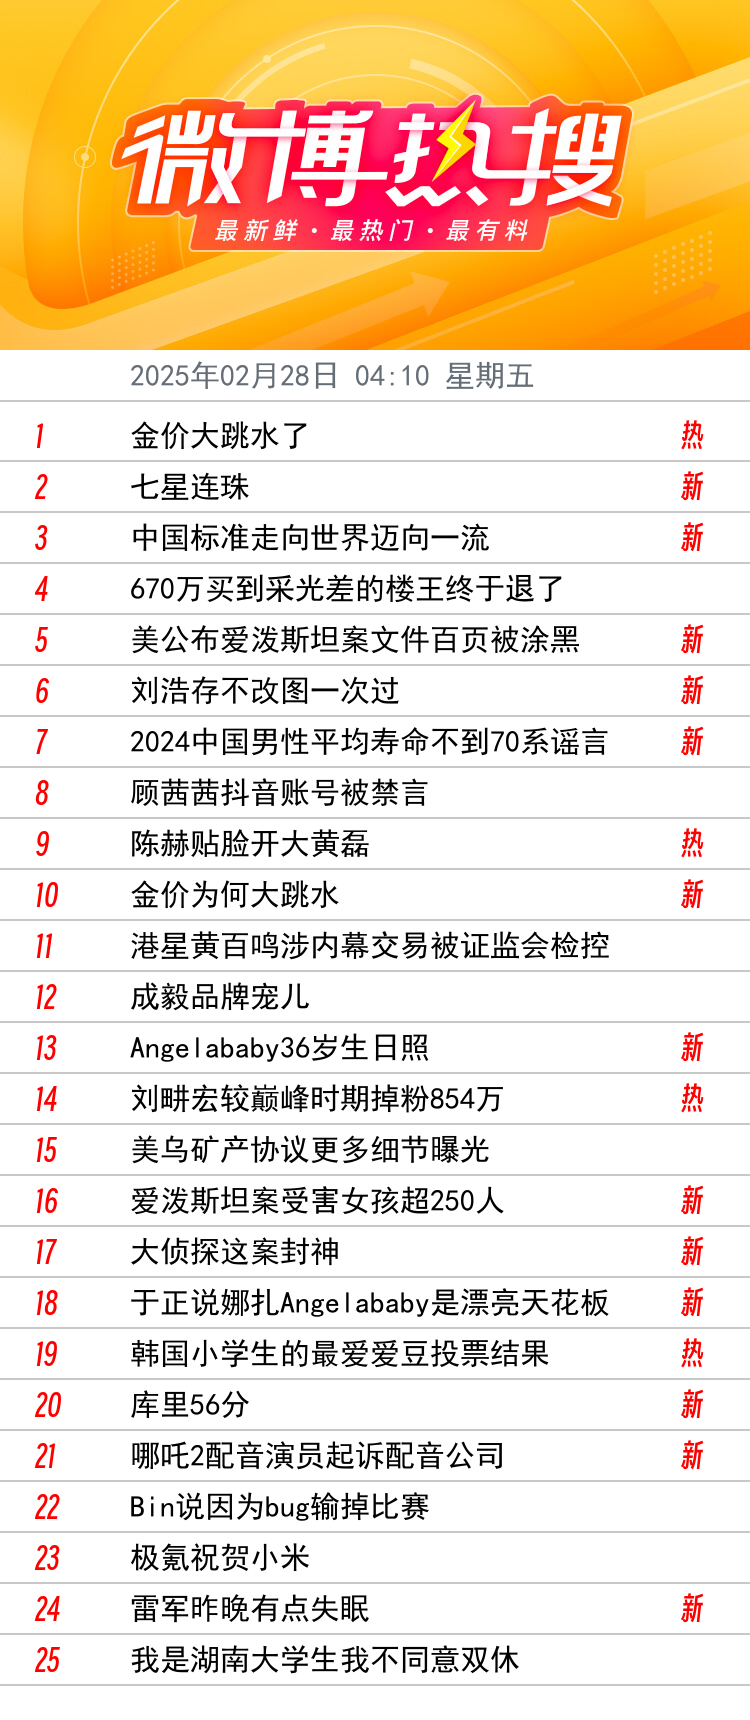 微博热搜
最新鲜·最热门·最有料
2025年02月28日 04:10 星期五
1 金价大跳水了 热
2 七星连珠 新
3 中国标准走向世界迈向一流 新
4 670万买到采光差的楼王终于退了
5 美公布爱泼斯坦案文件百页被涂黑 新
6 刘浩存不改图一次过 新
7 2024中国男性平均寿命不到70系谣言 新
8 顾茜茜抖音账号被禁言
9 陈赫贴脸开大黄磊 热
10 金价为何大跳水 新
11 港星黄百鸣涉内幕交易被证监会检控
12 成毅品牌宠儿
13 Angelababy36岁生日照 新
14 刘畊宏较巅峰时期掉粉854万 热
15 美乌矿产协议更多细节曝光
16 爱泼斯坦案受害女孩超250人 新
17 大侦探这案封神 新
18 于正说娜扎Angelababy是漂亮天花板 新
19 韩国小学生的最爱爱豆投票结果 热
20 库里56分 新
21 哪吒2配音演员起诉配音公司 新
22 Bin说因为bug输掉比赛
23 极氪祝贺小米
24 雷军昨晚有点失眠 新
25 我是湖南大学生我不同意双休